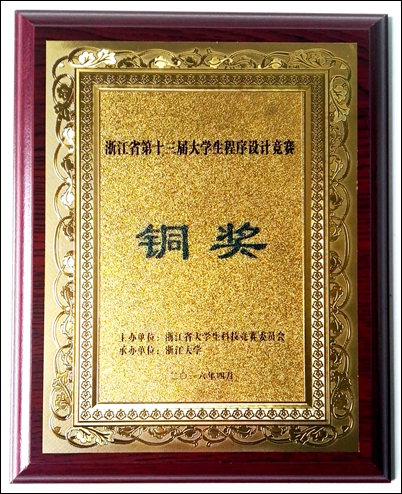 浙江省第十三届大学生程序设计竞赛
铜奖
主办单位：浙江省大学生科技竞赛委员会
承办单位：浙江大学
二〇一六年四月